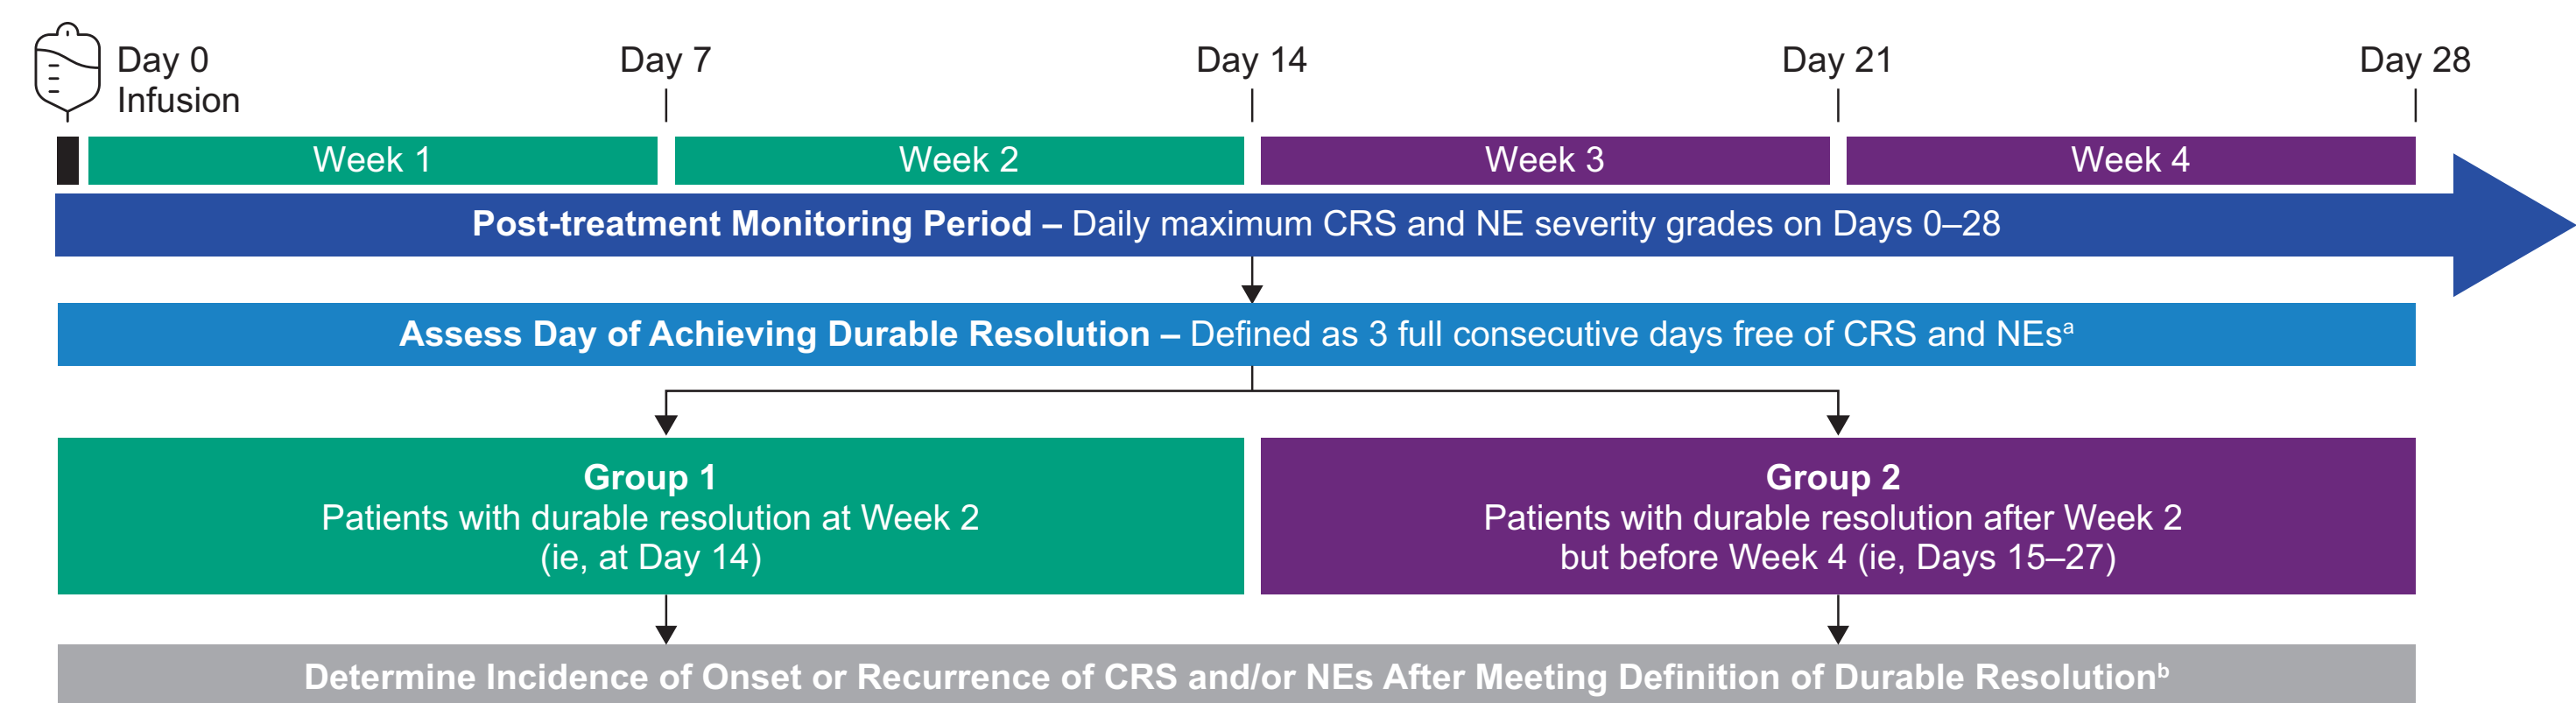 Day 0
Infusion
Day 7
Day 14
Day 21
Day 28
Week 1
Week 2
Week 3
Week 4
Post-treatment Monitoring Period – Daily maximum CRS and NE severity grades on Days 0–28
Assess Day of Achieving Durable Resolution – Defined as 3 full consecutive days free of CRS and NEsᵃ
Group 1
Patients with durable resolution at Week 2
(ie, at Day 14)
Group 2
Patients with durable resolution after Week 2
but before Week 4 (ie, Days 15–27)
Determine Incidence of Onset or Recurrence of CRS and/or NEs After Meeting Definition of Durable Resolutionᵇ